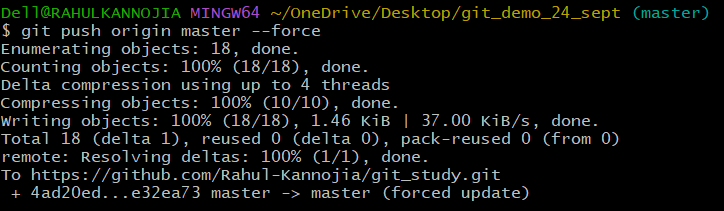 Dell@RAHULKANNOJIA MINGW64 ~/OneDrive/Desktop/git_demo_24_sept (master)
$ git push origin master --force
Enumerating objects: 18, done.
Counting objects: 100% (18/18), done.
Delta compression using up to 4 threads
Compressing objects: 100% (10/10), done.
Writing objects: 100% (18/18), 1.46 KiB | 37.00 KiB/s, done.
Total 18 (delta 1), reused 0 (delta 0), pack-reused 0 (from 0)
remote: Resolving deltas: 100% (1/1), done.
To https://github.com/Rahul-Kannojia/git_study.git
 + 4ad20ed...e32ea73 master -> master (forced update)